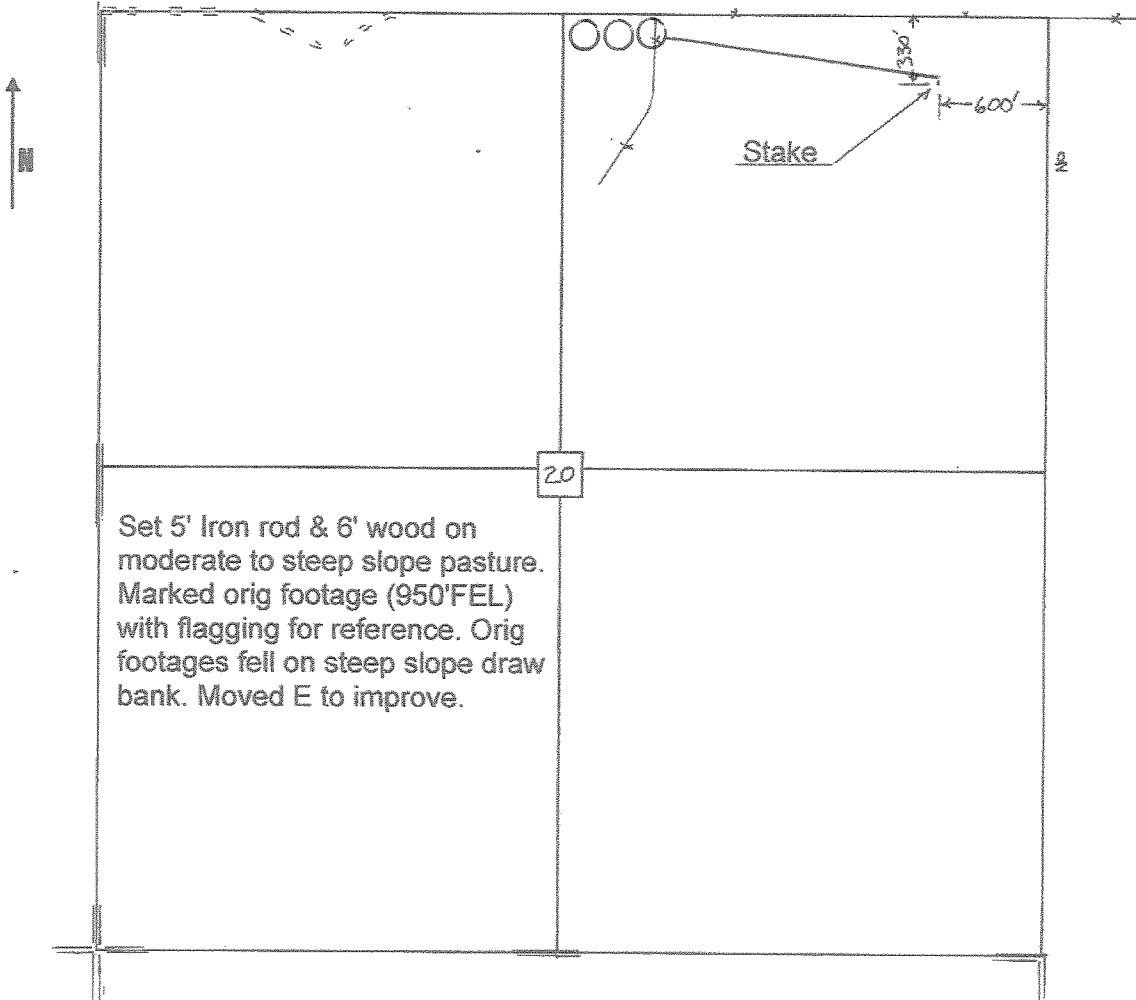 330'
N
600'
Stake
20
Set 5' Iron rod & 6' wood on
moderate to steep slope pasture.
Marked orig footage (950'FEL)
with flagging for reference. Orig
footages fell on steep slope draw
bank. Moved E to improve.